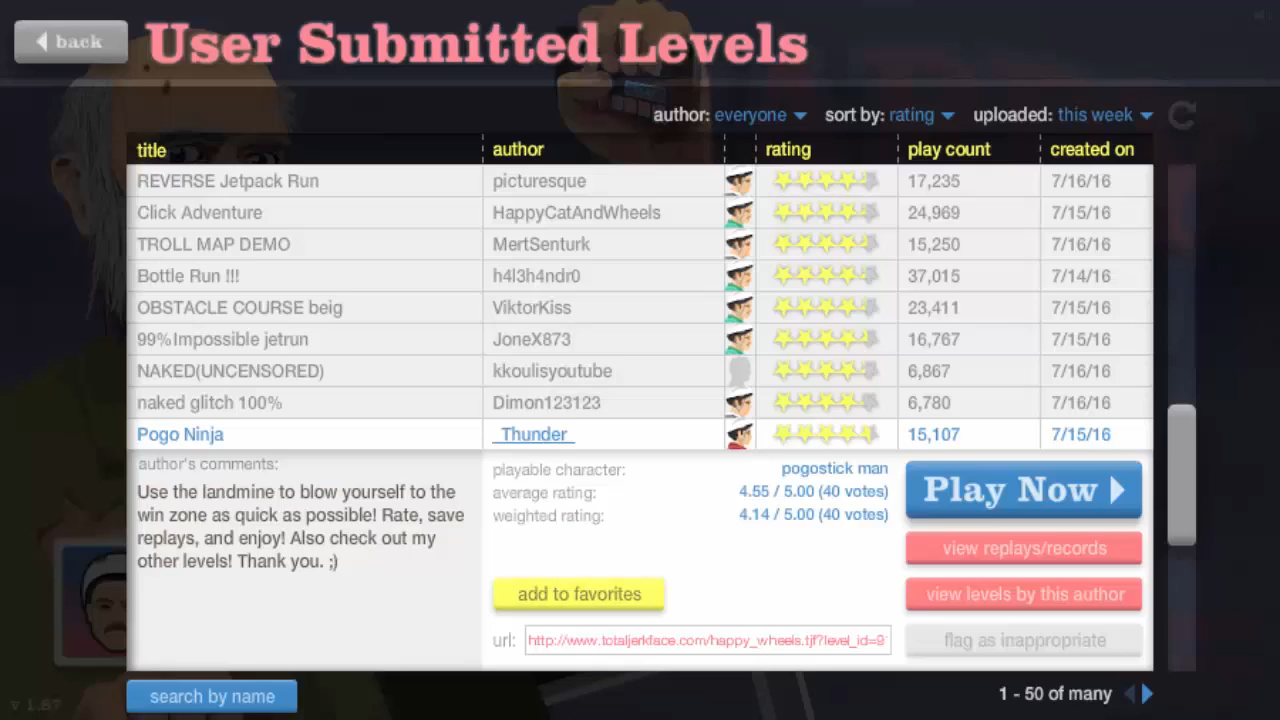 back
User Submitted Levels
author: everyone sort by: rating uploaded: this week
title author rating play count created on
REVERSE Jetpack Run picturesque 17,235 7/16/16
Click Adventure HappyCatAndWheels 24,969 7/15/16
TROLL MAP DEMO MertSenturk 15,250 7/16/16
Bottle Run !!! h4l3h4ndr0 37,015 7/14/16
OBSTACLE COURSE beig ViktorKiss 23,411 7/15/16
99%Impossible jetrun JoneX873 16,767 7/15/16
NAKED(UNCENSORED) kkoulisyoutube 6,867 7/16/16
naked glitch 100% Dimon123123 6,780 7/16/16
Pogo Ninja _Thunder_ 15,107 7/15/16
author's comments:
Use the landmine to blow yourself to the
win zone as quick as possible! Rate, save
replays, and enjoy! Also check out my
other levels! Thank you. ;)
playable character: pogostick man
average rating: 4.55 / 5.00 (40 votes)
weighted rating: 4.14 / 5.00 (40 votes)
add to favorites
url: http://www.totaljerkface.com/happy_wheels.tjf?level_id=9
Play Now
view replays/records
view levels by this author
flag as inappropriate
search by name
1 - 50 of many
v 1.87